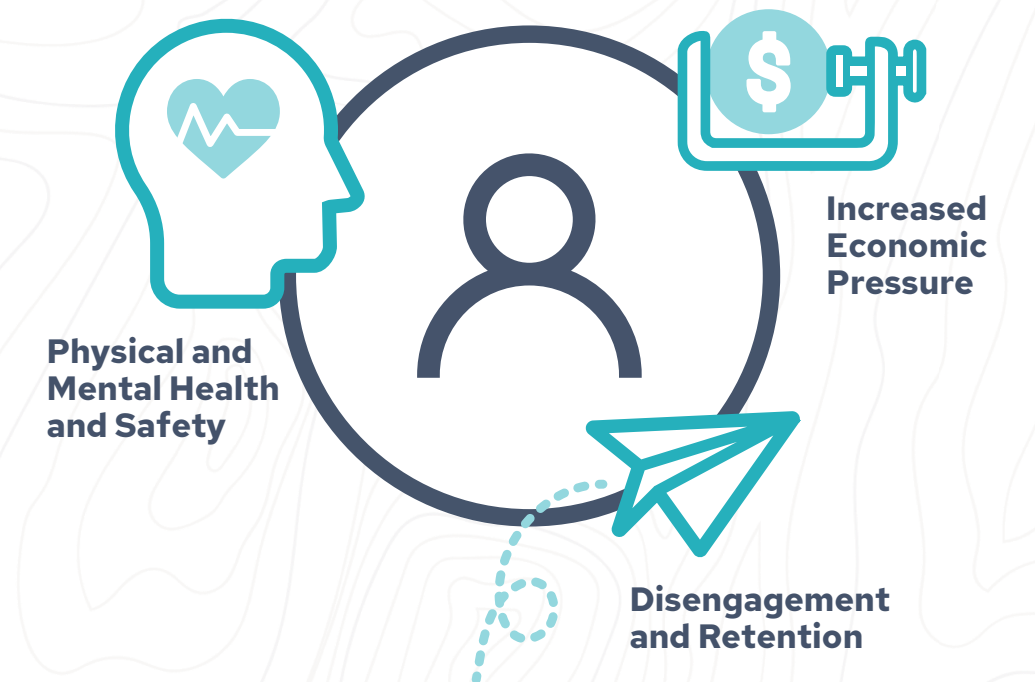 $
Increased
Economic
Pressure
Physical and
Mental Health
and Safety
Disengagement
and Retention